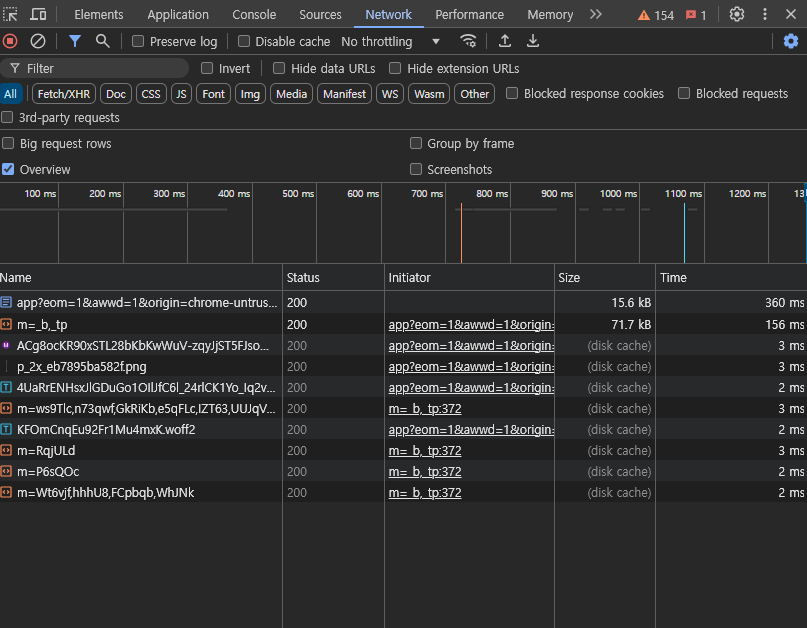 Elements Application Console Sources Network Performance Memory 154 1
Preserve log Disable cache No throttling
Filter Invert Hide data URLs Hide extension URLs
All Fetch/XHR Doc CSS JS Font Img Media Manifest WS Wasm Other Blocked response cookies Blocked requests
3rd-party requests
Big request rows Group by frame
Overview Screenshots
100 ms 200 ms 300 ms 400 ms 500 ms 600 ms 700 ms 800 ms 900 ms 1000 ms 1100 ms 1200 ms 13
Name Status Initiator Size Time
app?eom=1&awwd=1&origin=chrome-untrus... 200 15.6 kB 360 ms
m=_b,_tp 200 app?eom=1&awwd=1&origin= 71.7 kB 156 ms
ACg8ocKR90xSTL28bKbKwWuV-zqyJjST5FJso... 200 app?eom=1&awwd=1&origin= (disk cache) 3 ms
p_2x_eb7895ba582f.png 200 app?eom=1&awwd=1&origin= (disk cache) 3 ms
4UaRrENHsxJlGDuGo1OIlJfC6l_24rlCK1Yo_Iq2v... 200 app?eom=1&awwd=1&origin= (disk cache) 2 ms
m=ws9Tlc,n73qwf,GkRiKb,e5qFLc,IZT63,UUJqV... 200 m=_b,_tp:372 (disk cache) 3 ms
KFOmCnqEu92Fr1Mu4mxK.woff2 200 app?eom=1&awwd=1&origin= (disk cache) 2 ms
m=RqjULd 200 m=_b,_tp:372 (disk cache) 3 ms
m=P6sQOc 200 m=_b,_tp:372 (disk cache) 2 ms
m=Wt6vjf,hhhU8,FCpbqb,WhJNk 200 m=_b,_tp:372 (disk cache) 2 ms